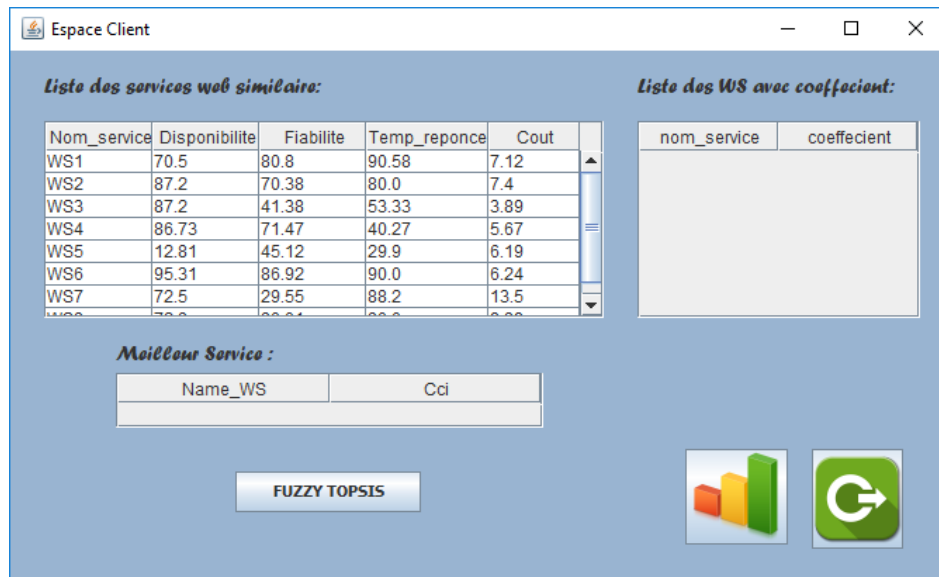 Espace Client
Liste des services web similaire:
Liste des WS avec coeffecient:
Nom_service Disponibilite Fiabilite Temp_reponce Cout
WS1 70.5 80.8 90.58 7.12
WS2 87.2 70.38 80.0 7.4
WS3 87.2 41.38 53.33 3.89
WS4 86.73 71.47 40.27 5.67
WS5 12.81 45.12 29.9 6.19
WS6 95.31 86.92 90.0 6.24
WS7 72.5 29.55 88.2 13.5
nom_service coeffecient
Meilleur Service :
Name_WS Cci
FUZZY TOPSIS